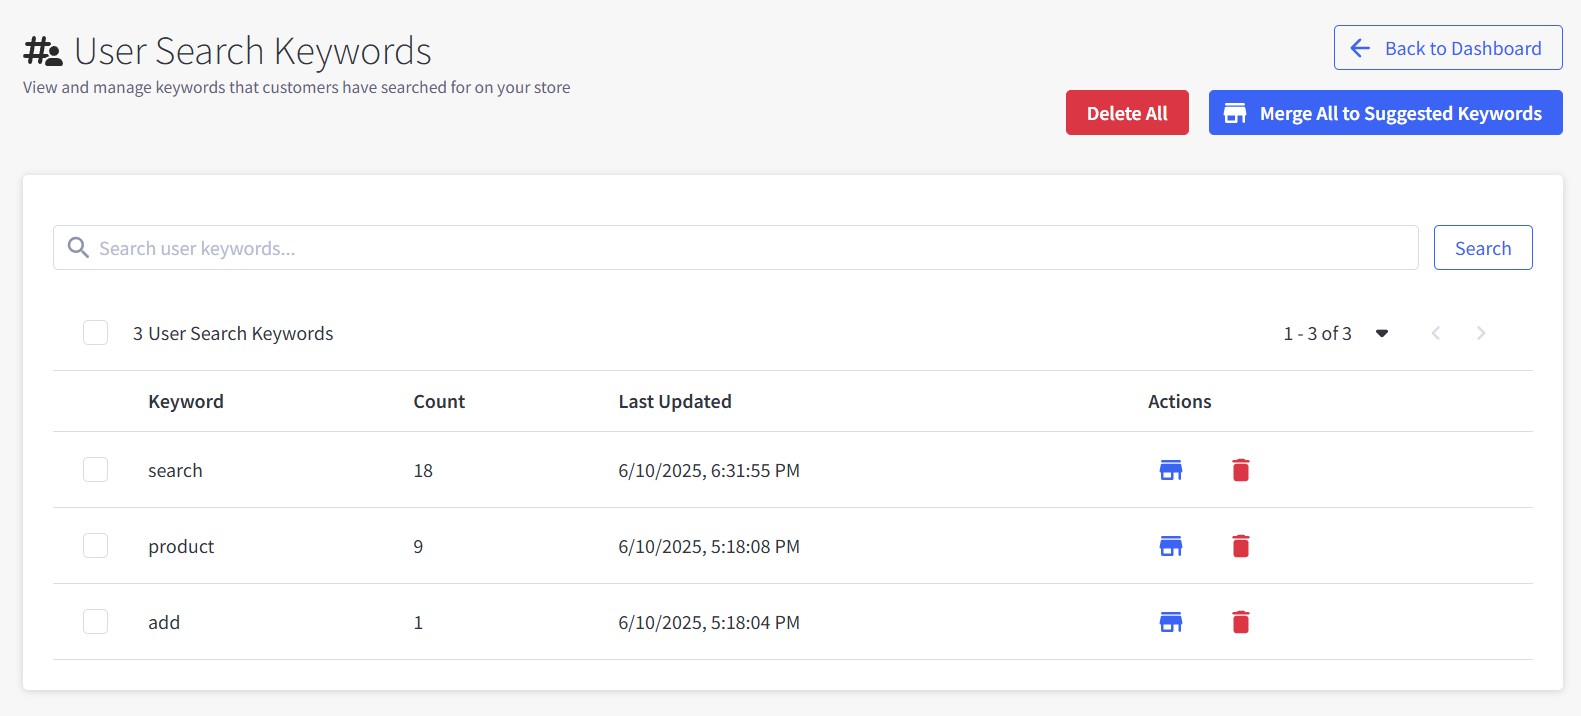 User Search Keywords
View and manage keywords that customers have searched for on your store
Back to Dashboard
Delete All
Merge All to Suggested Keywords
Search user keywords...
Search
3 User Search Keywords
1 - 3 of 3
Keyword Count Last Updated Actions
search 18 6/10/2025, 6:31:55 PM
product 9 6/10/2025, 5:18:08 PM
add 1 6/10/2025, 5:18:04 PM